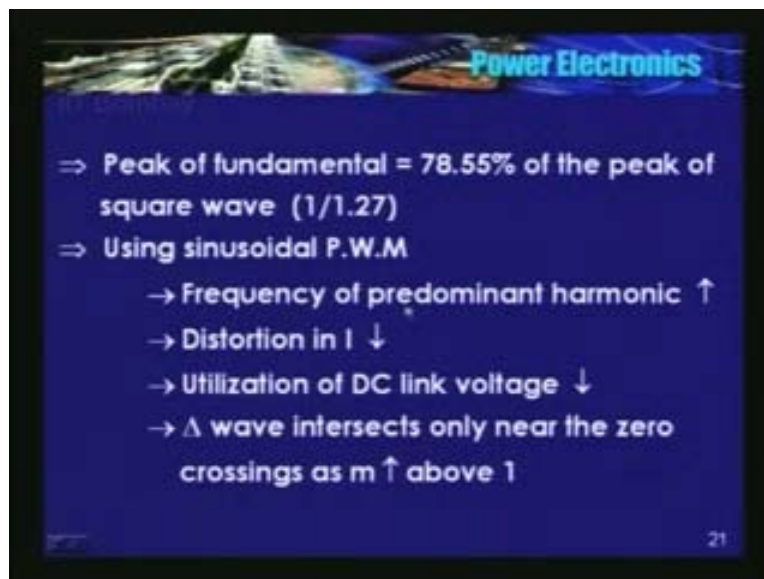 Power Electronics
IIT Bombay
⇒ Peak of fundamental = 78.55% of the peak of
square wave (1/1.27)
⇒ Using sinusoidal P.W.M
→ Frequency of predominant harmonic ↑
→ Distortion in I ↓
→ Utilization of DC link voltage ↓
→ Δ wave intersects only near the zero
crossings as m ↑ above 1
21